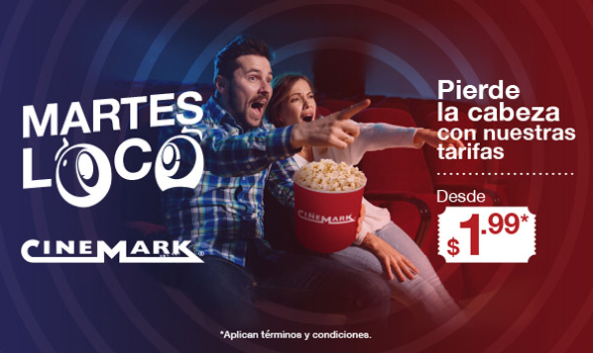 MARTES
LOCO
CINEMARK®
Pierde
la cabeza
con nuestras
tarifas
Desde
$1.99*
CINEMARK
*Aplican términos y condiciones.